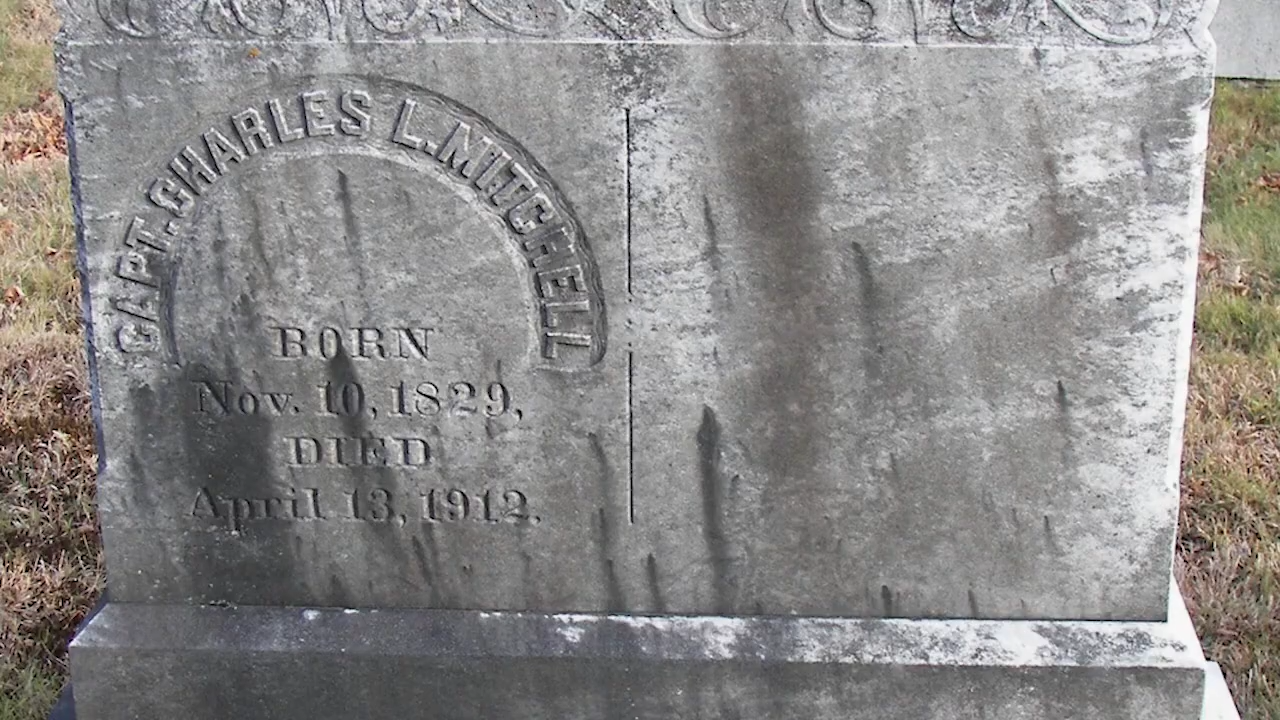 CAPT. CHARLES L. MITCHELL
BORN
Nov. 10, 1829,
DIED
April 13, 1912.